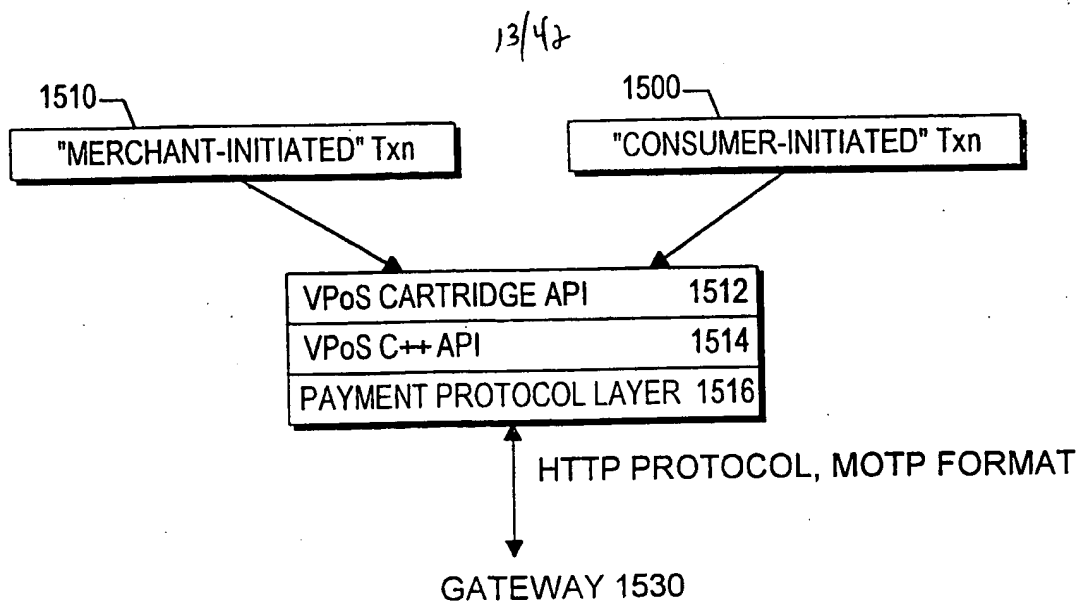 13/42
1510
1500
"MERCHANT-INITIATED" Txn
"CONSUMER-INITIATED" Txn
VPoS CARTRIDGE API 1512
VPoS C++ API 1514
PAYMENT PROTOCOL LAYER 1516
HTTP PROTOCOL, MOTP FORMAT
GATEWAY 1530